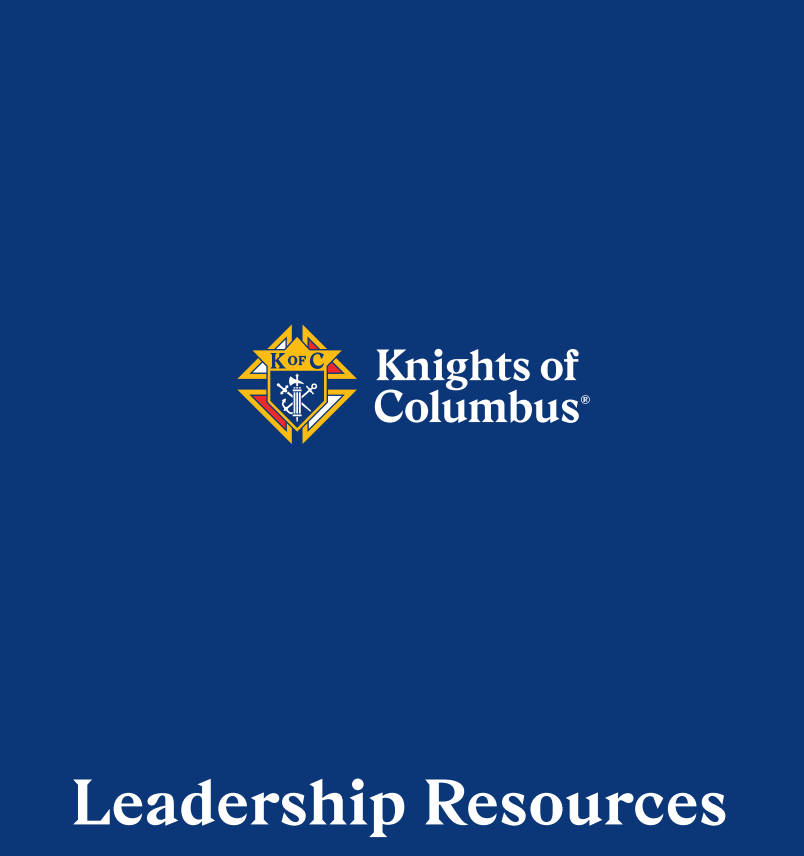 K OF C
Knights of
Columbus®
Leadership Resources